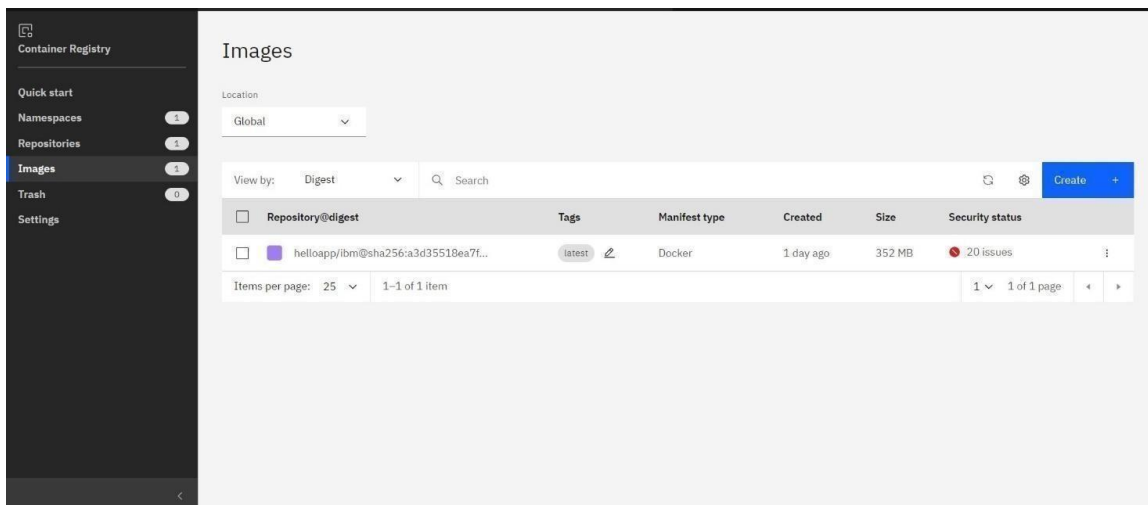 Container Registry
Quick start
Namespaces 1
Repositories 1
Images 1
Trash 0
Settings
Images
Location
Global
View by: Digest Search Create +
Repository@digest Tags Manifest type Created Size Security status
helloapp/ibm@sha256:a3d35518ea7f... latest Docker 1 day ago 352 MB 20 issues
Items per page: 25 1–1 of 1 item 1 1 of 1 page